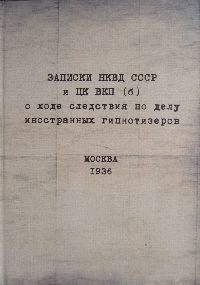 ЗАПИСКИ НКВД СССР
и ЦК ВКП (б)
о ходе следствия по делу
иностранных гипнотизеров
МОСКВА
1936